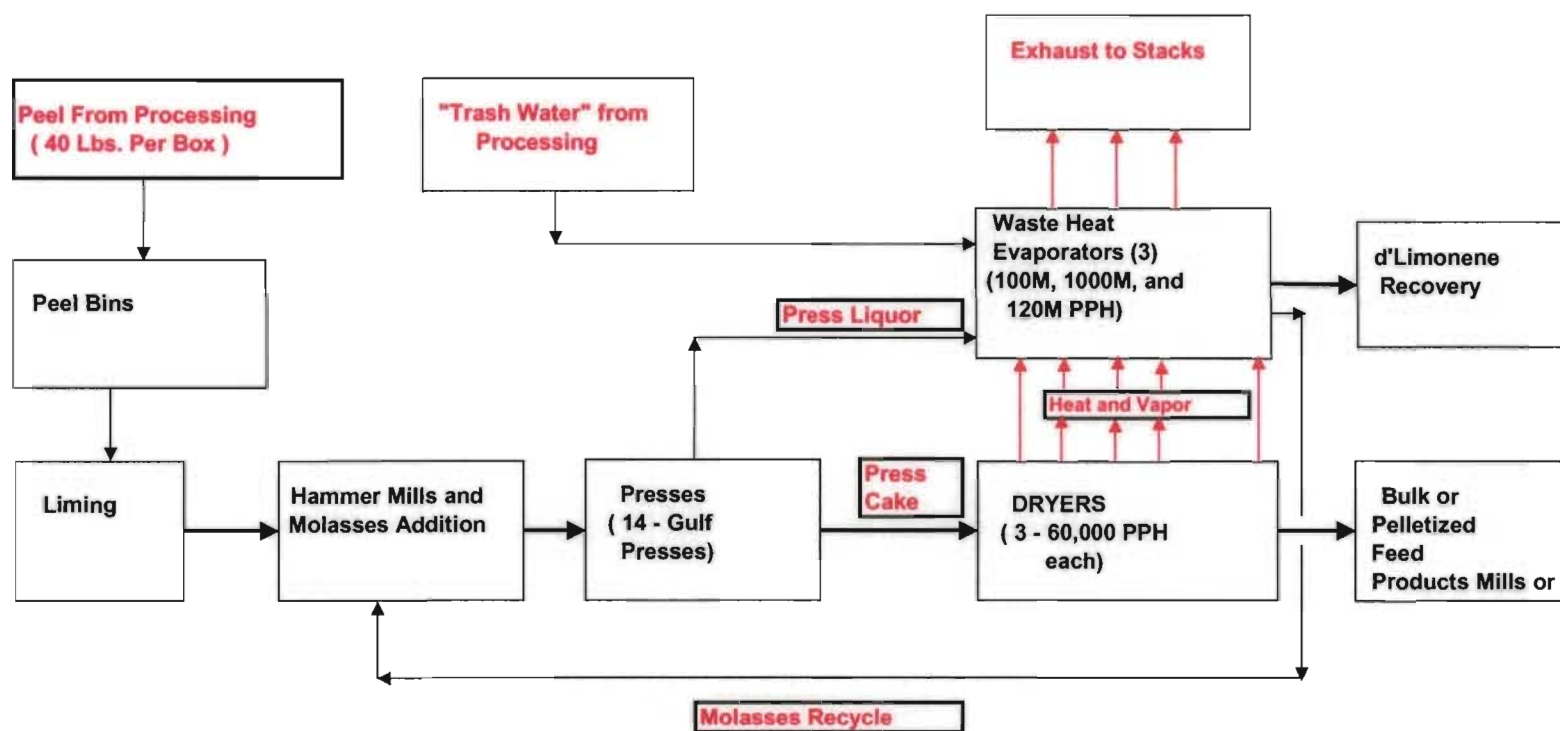 Exhaust to Stacks
Peel From Processing
( 40 Lbs. Per Box )
"Trash Water" from
Processing
Waste Heat
Evaporators (3)
(100M, 1000M, and
120M PPH)
d'Limonene
Recovery
Peel Bins
Press Liquor
Heat and Vapor
Liming
Hammer Mills and
Molasses Addition
Presses
( 14 - Gulf
Presses)
Press
Cake
DRYERS
( 3 - 60,000 PPH
each)
Bulk or
Pelletized
Feed
Products Mills or
Molasses Recycle